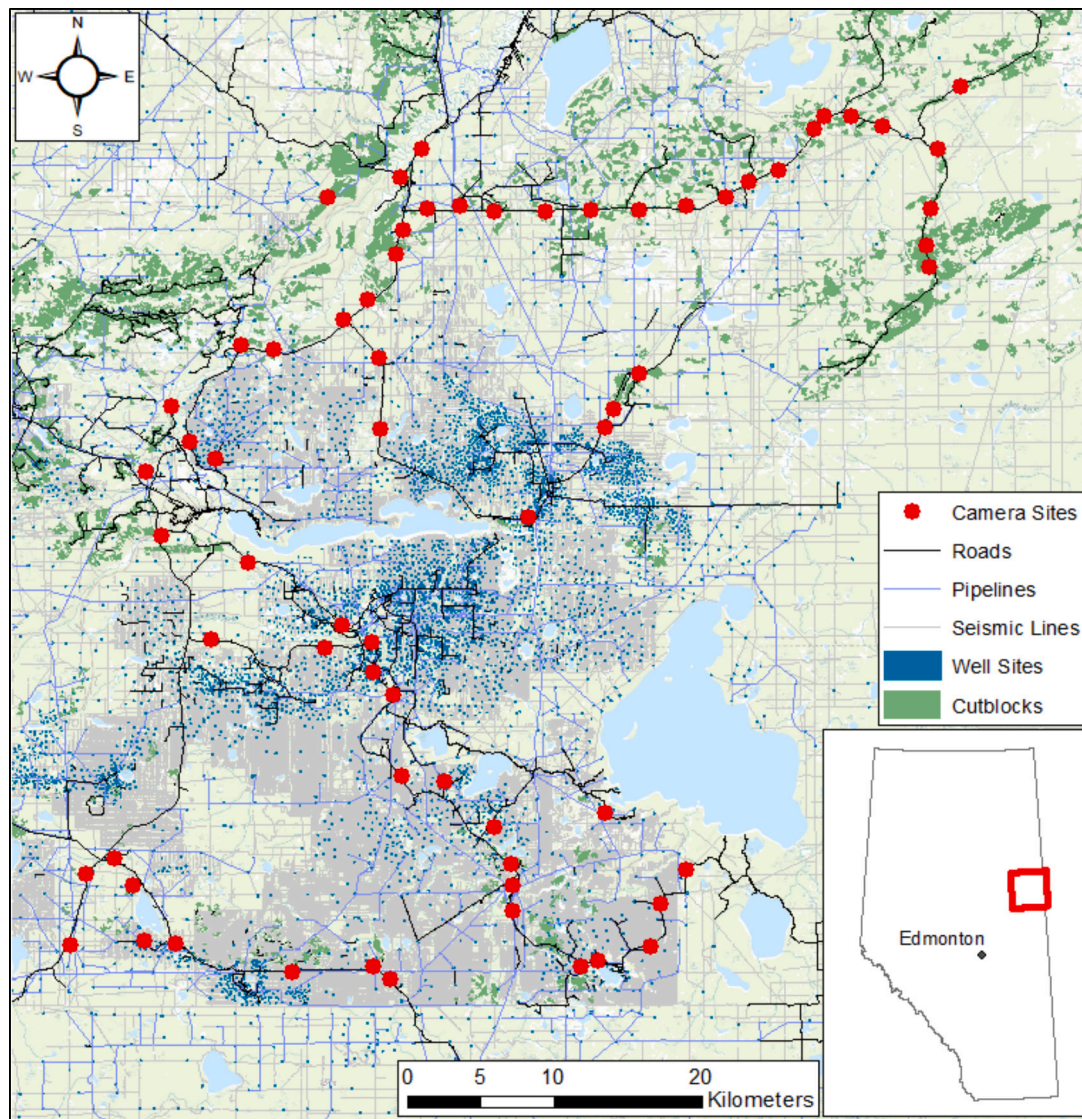 N
W E
S
Camera Sites
Roads
Pipelines
Seismic Lines
Well Sites
Cutblocks
Edmonton
0 5 10 20
Kilometers